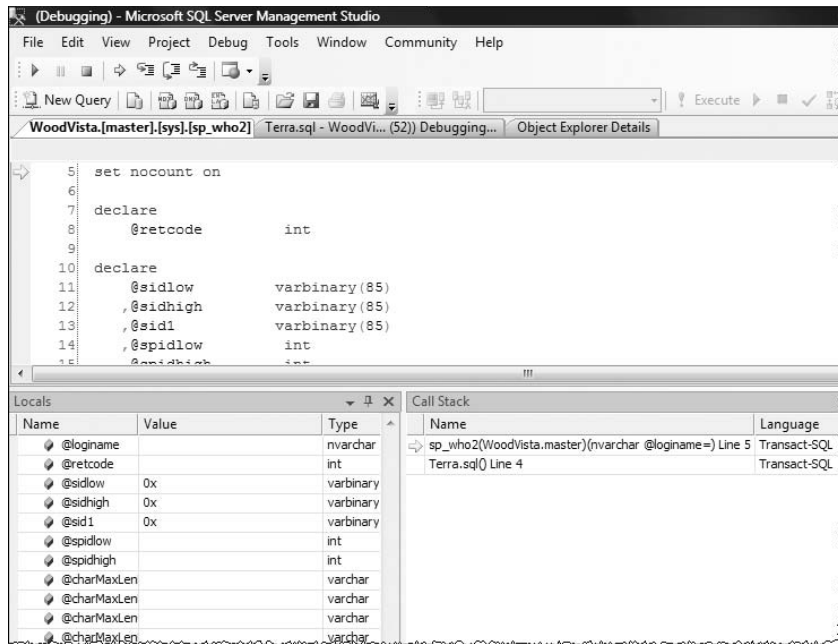 (Debugging) - Microsoft SQL Server Management Studio
File Edit View Project Debug Tools Window Community Help
New Query Execute
WoodVista.[master].[sys].[sp_who2] Terra.sql - WoodVi... (52)) Debugging... Object Explorer Details
5 set nocount on
6
7 declare
8 @retcode int
9
10 declare
11 @sidlow varbinary(85)
12 ,@sidhigh varbinary(85)
13 ,@sid1 varbinary(85)
14 ,@spidlow int
15 ,@spidhigh int
Locals
Name Value Type
@loginame nvarchar
@retcode int
@sidlow 0x varbinary
@sidhigh 0x varbinary
@sid1 0x varbinary
@spidlow int
@spidhigh int
@charMaxLen varchar
@charMaxLen varchar
@charMaxLen varchar
@charMaxLen varchar
Call Stack
Name Language
sp_who2(WoodVista.master)(nvarchar @loginame=) Line 5 Transact-SQL
Terra.sql() Line 4 Transact-SQL